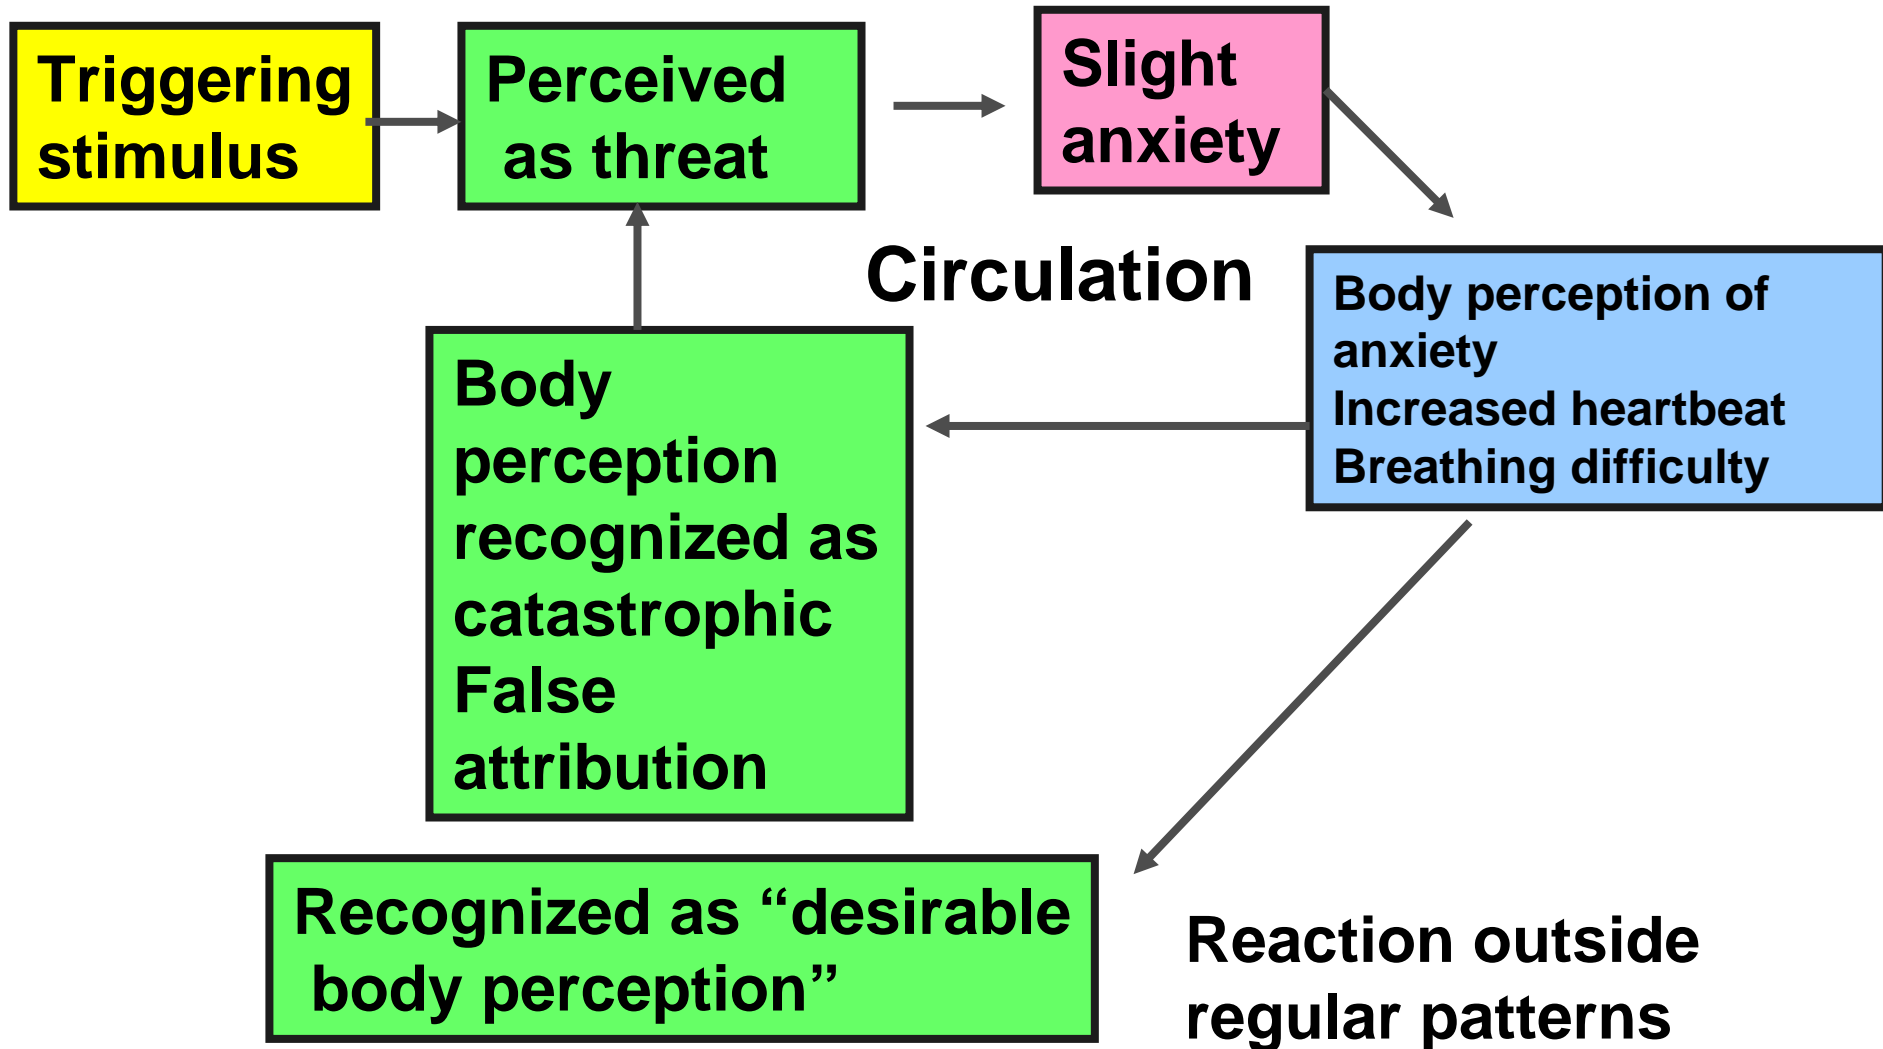 Triggering
stimulus
Perceived
as threat
Slight
anxiety
Circulation
Body perception of
anxiety
Increased heartbeat
Breathing difficulty
Body
perception
recognized as
catastrophic
False
attribution
Recognized as “desirable
body perception”
Reaction outside
regular patterns